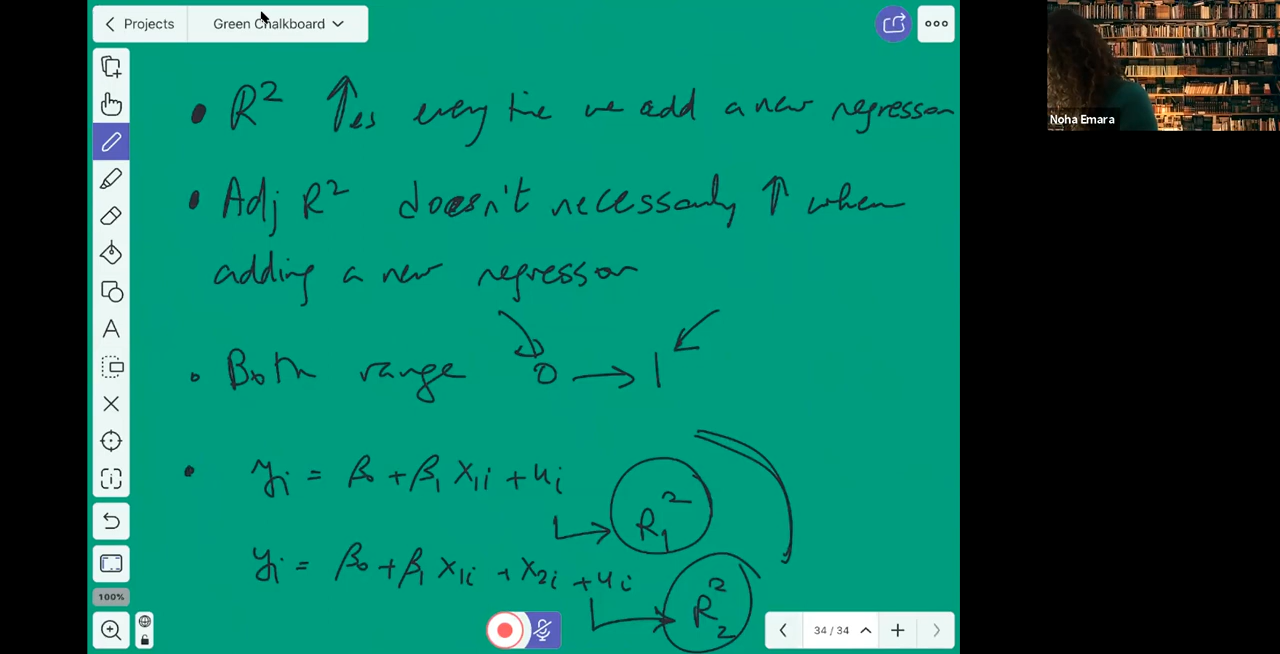 Projects
Green Chalkboard
Noha Emara
• R² ↑es every time we add a new regressor
• Adj R² doesn't necessarily ↑ when
adding a new regressor
• Both range 0 → 1
• yi = β0 + β1 X1i + ui
R1²
yi = β0 + β1 X1i + X2i + ui
R2²
A
100%
34 / 34